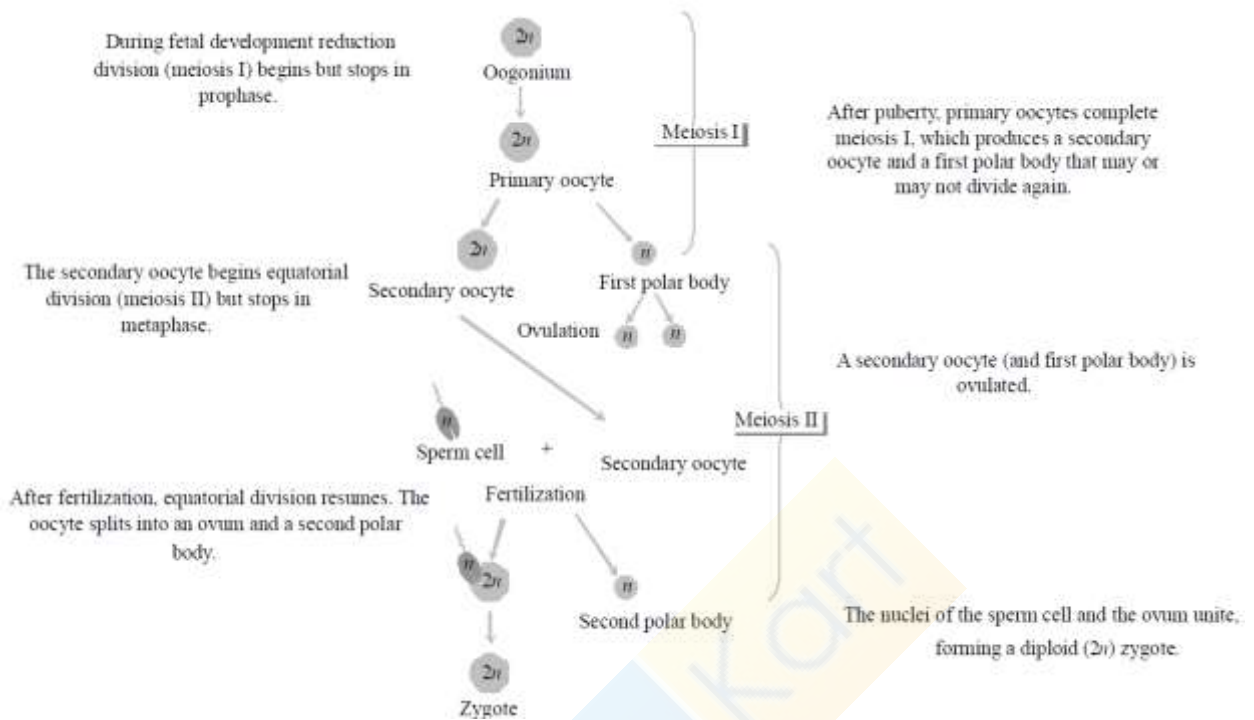 During fetal development reduction
division (meiosis I) begins but stops in
prophase.
2n
Oogonium
2n
Primary oocyte
Meiosis I
After puberty, primary oocytes complete
meiosis I, which produces a secondary
oocyte and a first polar body that may or
may not divide again.
The secondary oocyte begins equatorial
division (meiosis II) but stops in
metaphase.
2n
Secondary oocyte
n
First polar body
Ovulation
n
n
A secondary oocyte (and first polar body) is
ovulated.
n
Sperm cell
+
Secondary oocyte
Meiosis II
Fertilization
After fertilization, equatorial division resumes. The
oocyte splits into an ovum and a second polar
body.
n
2n
n
Second polar body
The nuclei of the sperm cell and the ovum unite,
forming a diploid (2n) zygote.
2n
Zygote
Kart